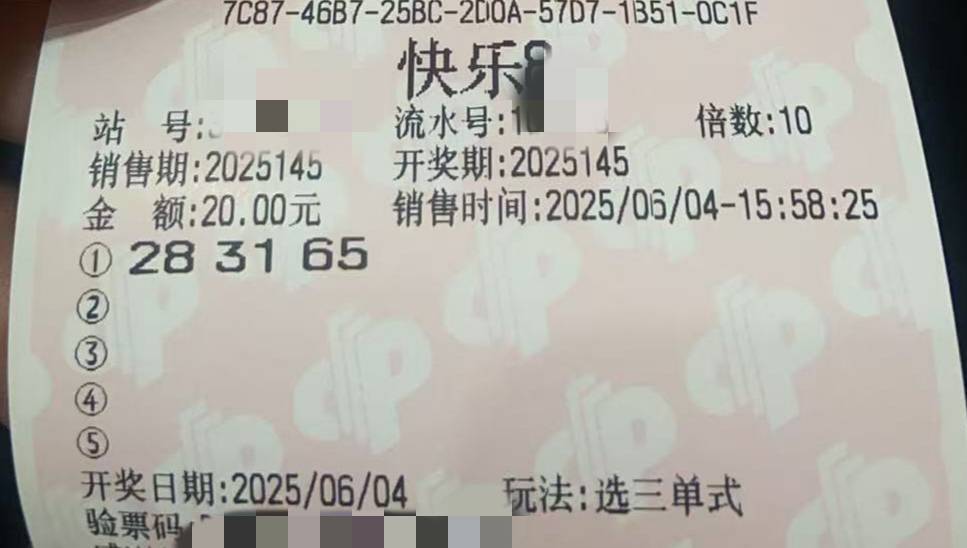 7C87-46B7-25BC-2D0A-57D7-1B51-0C1F
快乐8
站 号: 流水号:1 倍数:10
销售期:2025145 开奖期:2025145
金 额:20.00元 销售时间:2025/06/04-15:58:25
① 28 31 65
②
③
④
⑤
开奖日期:2025/06/04 玩法:选三单式
验票码: